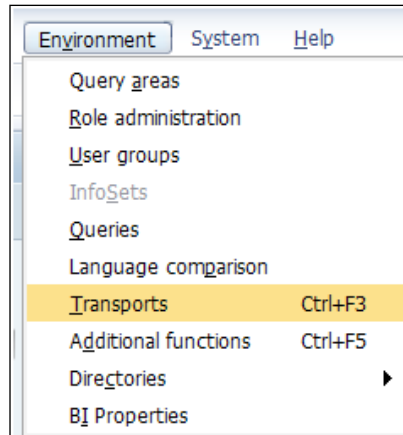 Environment System Help
Query areas
Role administration
User groups
InfoSets
Queries
Language comparison
Transports Ctrl+F3
Additional functions Ctrl+F5
Directories
BI Properties